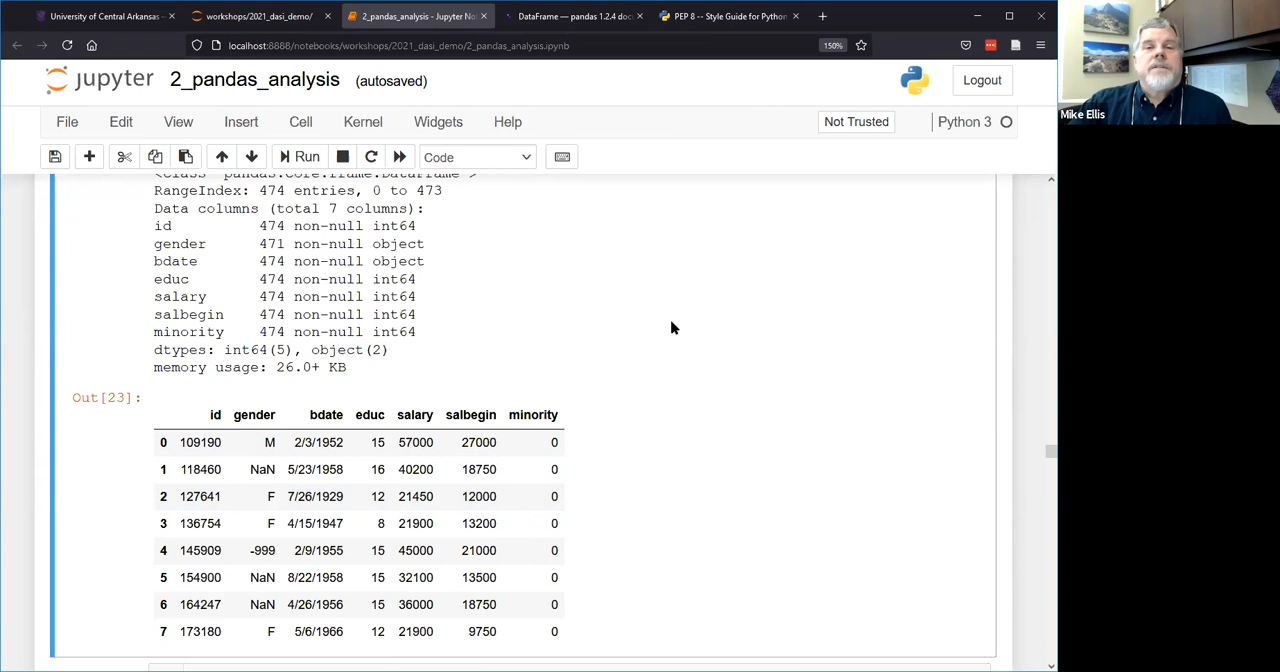 University of Central Arkansas
workshops/2021_dasi_demo/
2_pandas_analysis - Jupyter No
DataFrame — pandas 1.2.4 doc
PEP 8 -- Style Guide for Python
localhost:8888/notebooks/workshops/2021_dasi_demo/2_pandas_analysis.ipynb
150%
jupyter 2_pandas_analysis (autosaved)
Logout
File Edit View Insert Cell Kernel Widgets Help
Not Trusted
Python 3
Run
Code
Mike Ellis
RangeIndex: 474 entries, 0 to 473
Data columns (total 7 columns):
id 474 non-null int64
gender 471 non-null object
bdate 474 non-null object
educ 474 non-null int64
salary 474 non-null int64
salbegin 474 non-null int64
minority 474 non-null int64
dtypes: int64(5), object(2)
memory usage: 26.0+ KB
Out[23]:
id gender bdate educ salary salbegin minority
0 109190 M 2/3/1952 15 57000 27000 0
1 118460 NaN 5/23/1958 16 40200 18750 0
2 127641 F 7/26/1929 12 21450 12000 0
3 136754 F 4/15/1947 8 21900 13200 0
4 145909 -999 2/9/1955 15 45000 21000 0
5 154900 NaN 8/22/1958 15 32100 13500 0
6 164247 NaN 4/26/1956 15 36000 18750 0
7 173180 F 5/6/1966 12 21900 9750 0